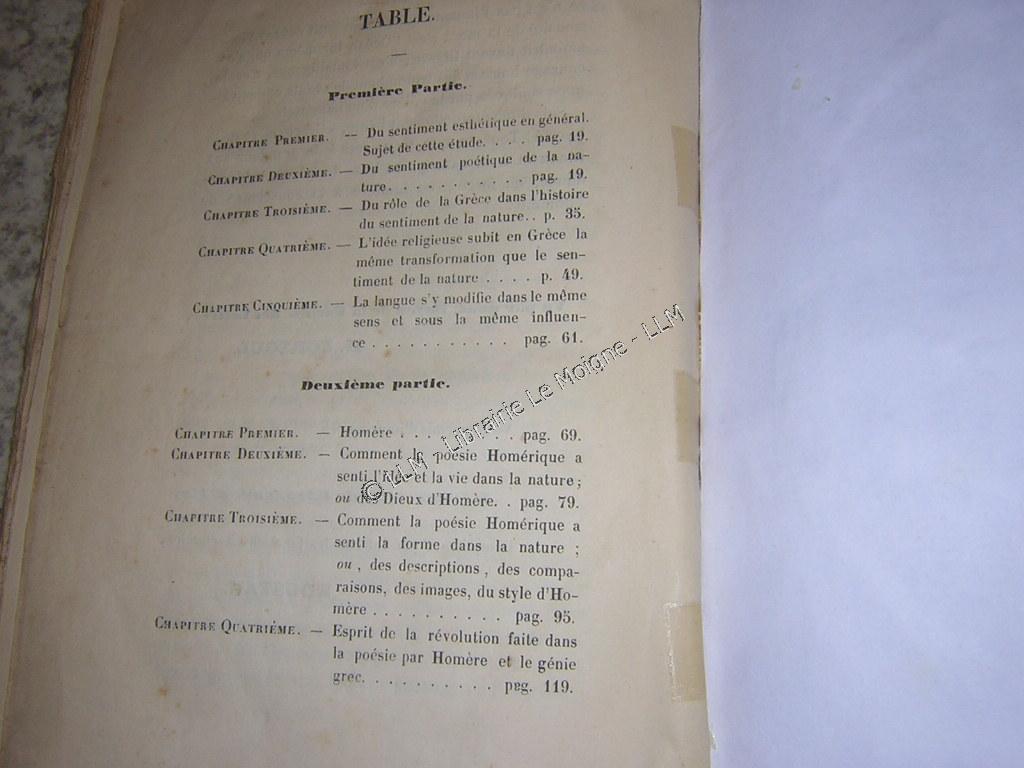 TABLE.
Première Partie.
CHAPITRE PREMIER. — Du sentiment esthétique en général.
Sujet de cette étude. . . . pag. 19.
CHAPITRE DEUXIÈME. — Du sentiment poétique de la na-
ture. . . . . . . . . . . pag. 19.
CHAPITRE TROISIÈME. — Du rôle de la Grèce dans l'histoire
du sentiment de la nature. . p. 35.
CHAPITRE QUATRIÈME. — L'idée religieuse subit en Grèce la
même transformation que le sen-
timent de la nature . . . . p. 49.
CHAPITRE CINQUIÈME. — La langue s'y modifie dans le même
sens et sous la même influen-
ce . . . . . . . . . . . pag. 61.
Deuxième partie.
CHAPITRE PREMIER. — Homère . . . . . . . . . pag. 69.
CHAPITRE DEUXIÈME. — Comment la poésie Homérique a
senti l'idée et la vie dans la nature ;
ou des Dieux d'Homère. . pag. 79.
CHAPITRE TROISIÈME. — Comment la poésie Homérique a
senti la forme dans la nature ;
ou, des descriptions, des compa-
raisons, des images, du style d'Ho-
mère . . . . . . . . . pag. 95.
CHAPITRE QUATRIÉME. — Esprit de la révolution faite dans
la poésie par Homère et le génie
grec. . . . . . . . . . . pag. 119.
© LLM - Librairie Le Moigne - LLM